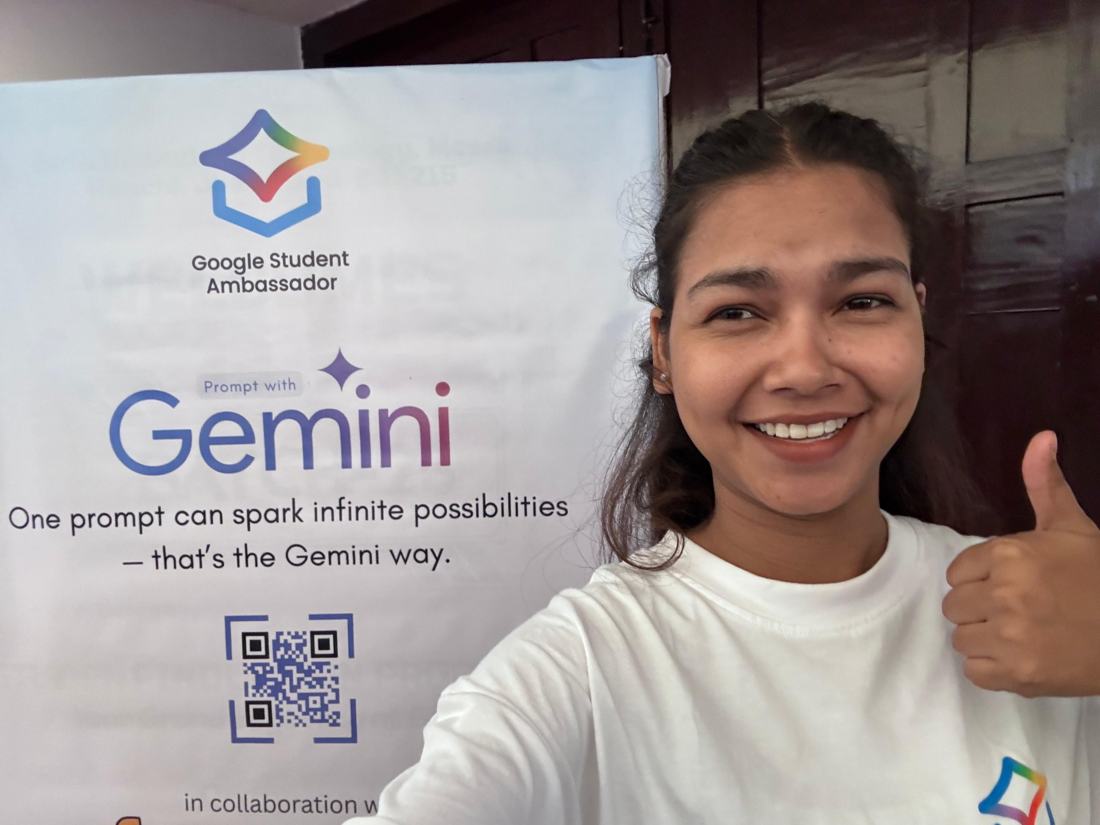 Google Student
Ambassador
Prompt with
Gemini
One prompt can spark infinite possibilities
— that's the Gemini way.
in collaboration